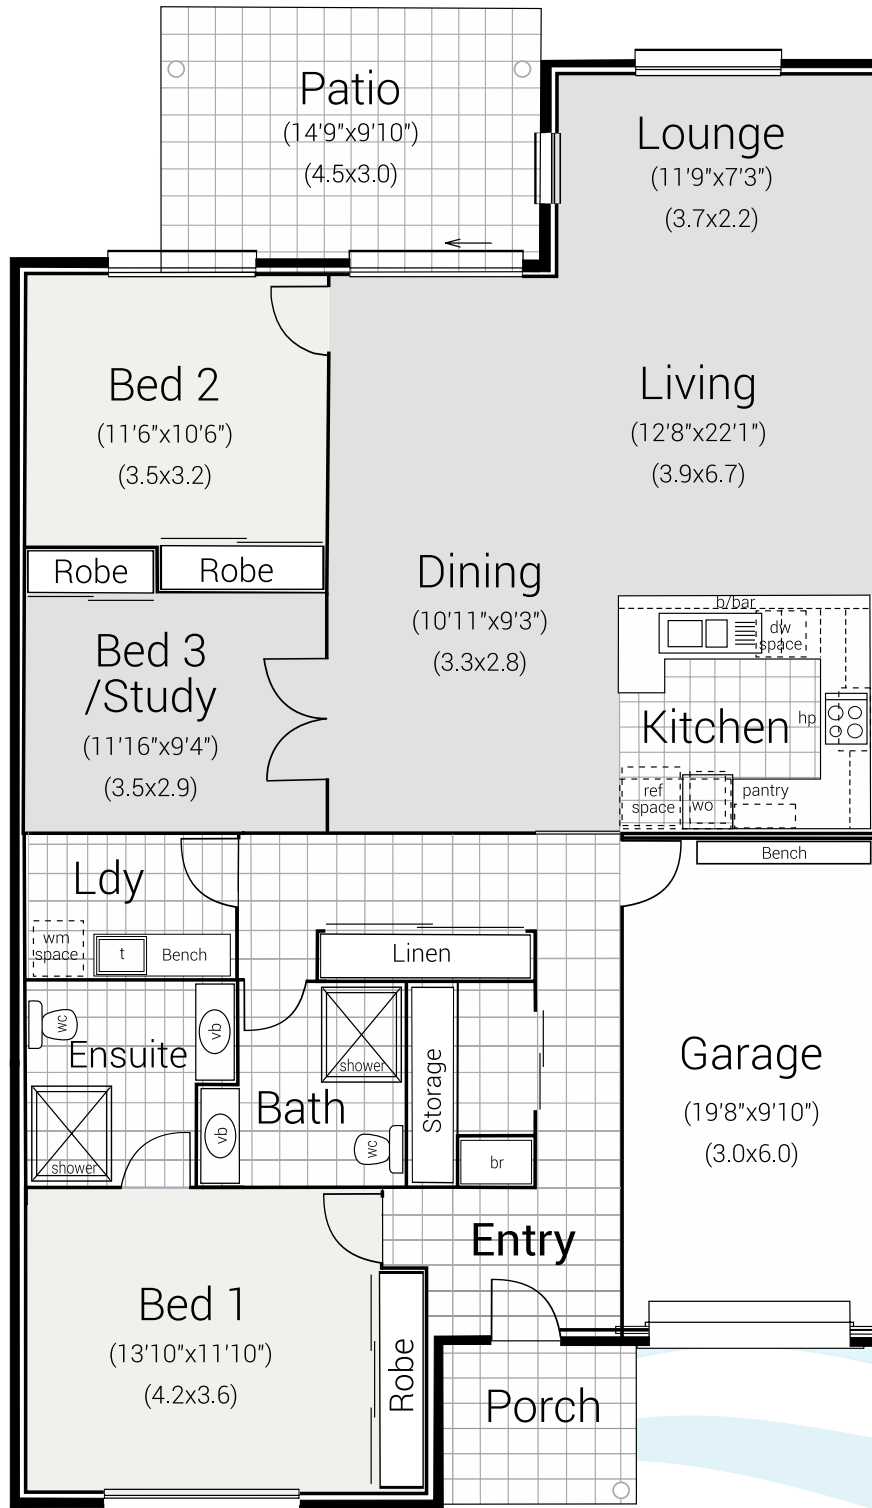 Patio
(14'9"x9'10")
(4.5x3.0)
Lounge
(11'9"x7'3")
(3.7x2.2)
Bed 2
(11'6"x10'6")
(3.5x3.2)
Living
(12'8"x22'1")
(3.9x6.7)
Robe
Robe
Dining
(10'11"x9'3")
(3.3x2.8)
Bed 3
/Study
(11'16"x9'4")
(3.5x2.9)
b/bar
dw
space
Kitchen
hp
ref
space
wo
pantry
Bench
Ldy
wm
space
t
Bench
Linen
wc
Ensuite
vb
shower
shower
Bath
vb
wc
Storage
br
Garage
(19'8"x9'10")
(3.0x6.0)
Entry
Bed 1
(13'10"x11'10")
(4.2x3.6)
Robe
Porch